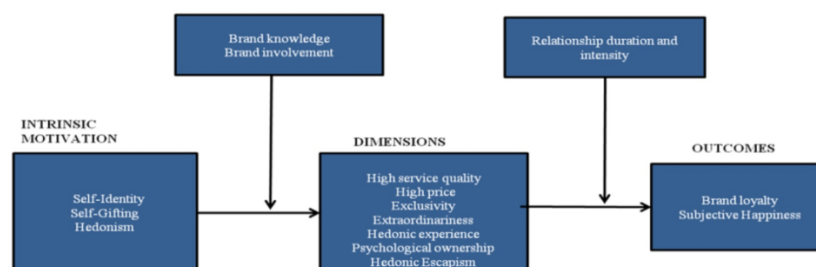 Brand knowledge
Brand involvement
Relationship duration and
intensity
INTRINSIC
MOTIVATION
DIMENSIONS
OUTCOMES
Self-Identity
Self-Gifting
Hedonism
High service quality
High price
Exclusivity
Extraordinariness
Hedonic experience
Psychological ownership
Hedonic Escapism
Brand loyalty
Subjective Happiness